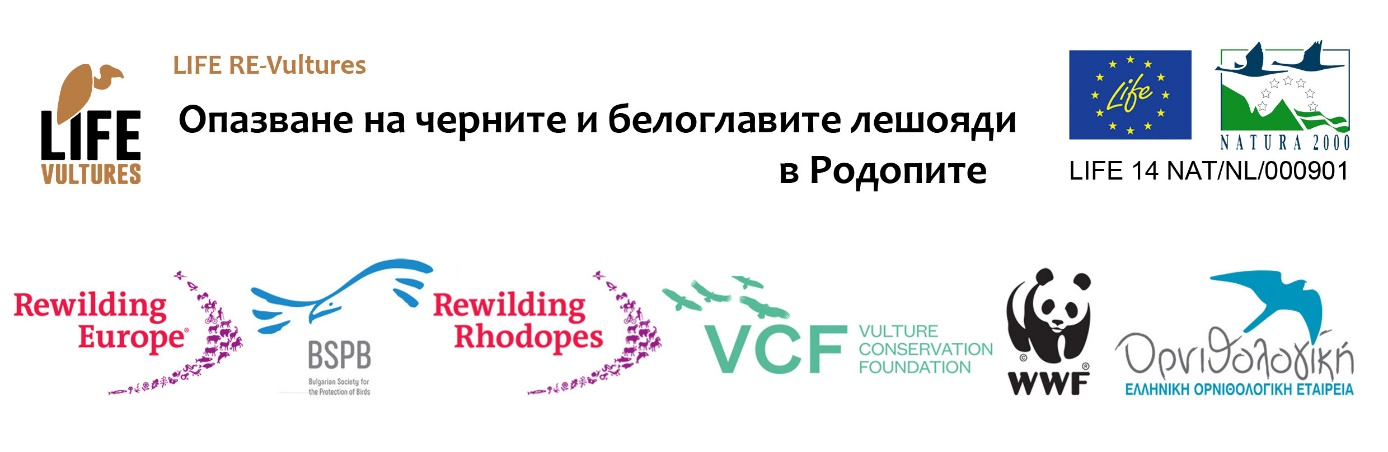 LIFE RE-Vultures
LIFE
VULTURES
Опазване на черните и белоглавите лешояди
в Родопите
Life
NATURA 2000
LIFE 14 NAT/NL/000901
Rewilding
Europe®
BSPB
Bulgarian Society for
the Protection of Birds
Rewilding
Rhodopes
VCF
VULTURE
CONSERVATION
FOUNDATION
©
WWF®
Ορνιθολογική
ΕΛΛΗΝΙΚΗ ΟΡΝΙΘΟΛΟΓΙΚΗ ΕΤΑΙΡΕΙΑ